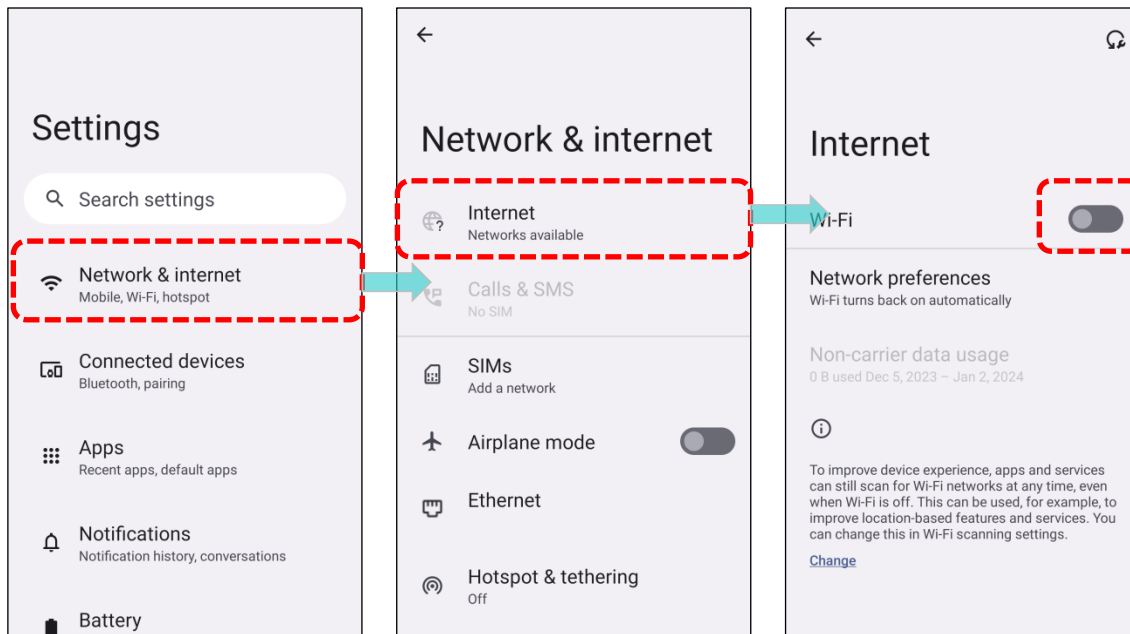 Settings
Search settings
Network & internet
Mobile, Wi-Fi, hotspot
Connected devices
Bluetooth, pairing
Apps
Recent apps, default apps
Notifications
Notification history, conversations
Battery
Network & internet
Internet
Networks available
Calls & SMS
No SIM
SIMs
Add a network
Airplane mode
Ethernet
Hotspot & tethering
Off
Internet
Wi-Fi
Network preferences
Wi-Fi turns back on automatically
Non-carrier data usage
0 B used Dec 5, 2023 – Jan 2, 2024
To improve device experience, apps and services
can still scan for Wi-Fi networks at any time, even
when Wi-Fi is off. This can be used, for example, to
improve location-based features and services. You
can change this in Wi-Fi scanning settings.
Change